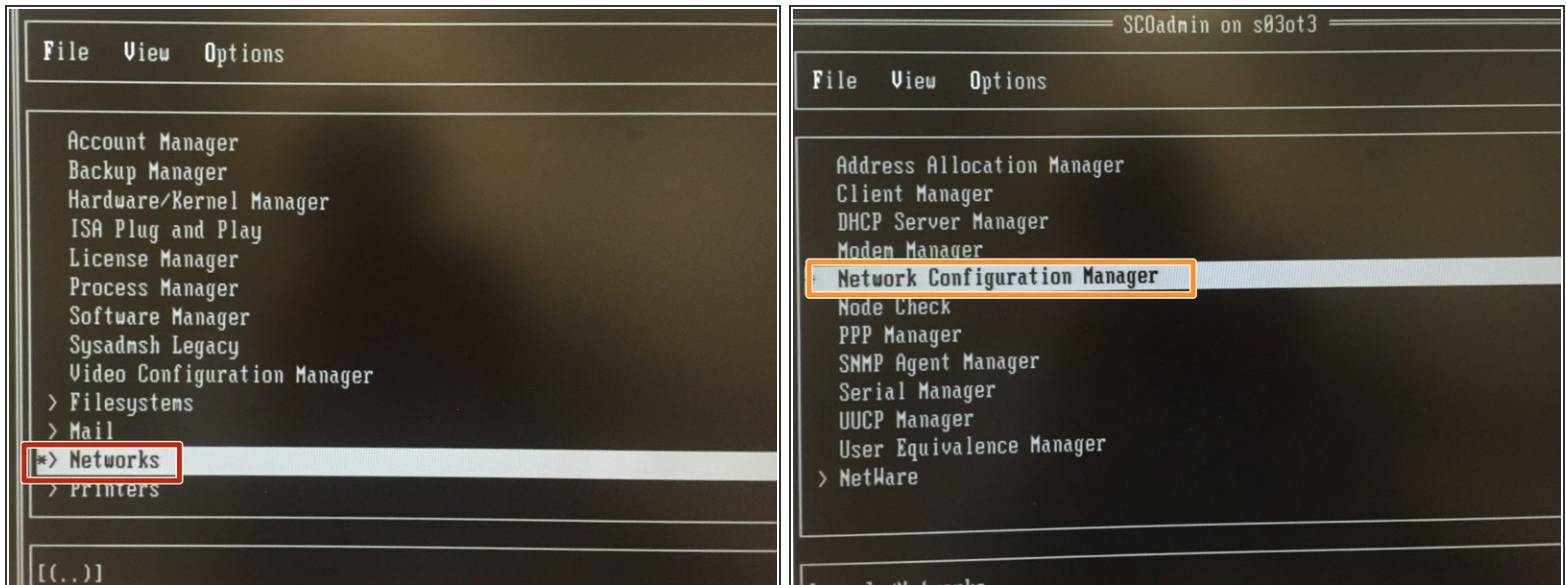 File View Options
Account Manager
Backup Manager
Hardware/Kernel Manager
ISA Plug and Play
License Manager
Process Manager
Software Manager
Sysadmsh Legacy
Video Configuration Manager
> Filesystems
> Mail
*> Networks
> Printers
[(..)]
SCOadmin on s03ot3
File View Options
Address Allocation Manager
Client Manager
DHCP Server Manager
Modem Manager
Network Configuration Manager
Node Check
PPP Manager
SNMP Agent Manager
Serial Manager
UUCP Manager
User Equivalence Manager
> NetWare